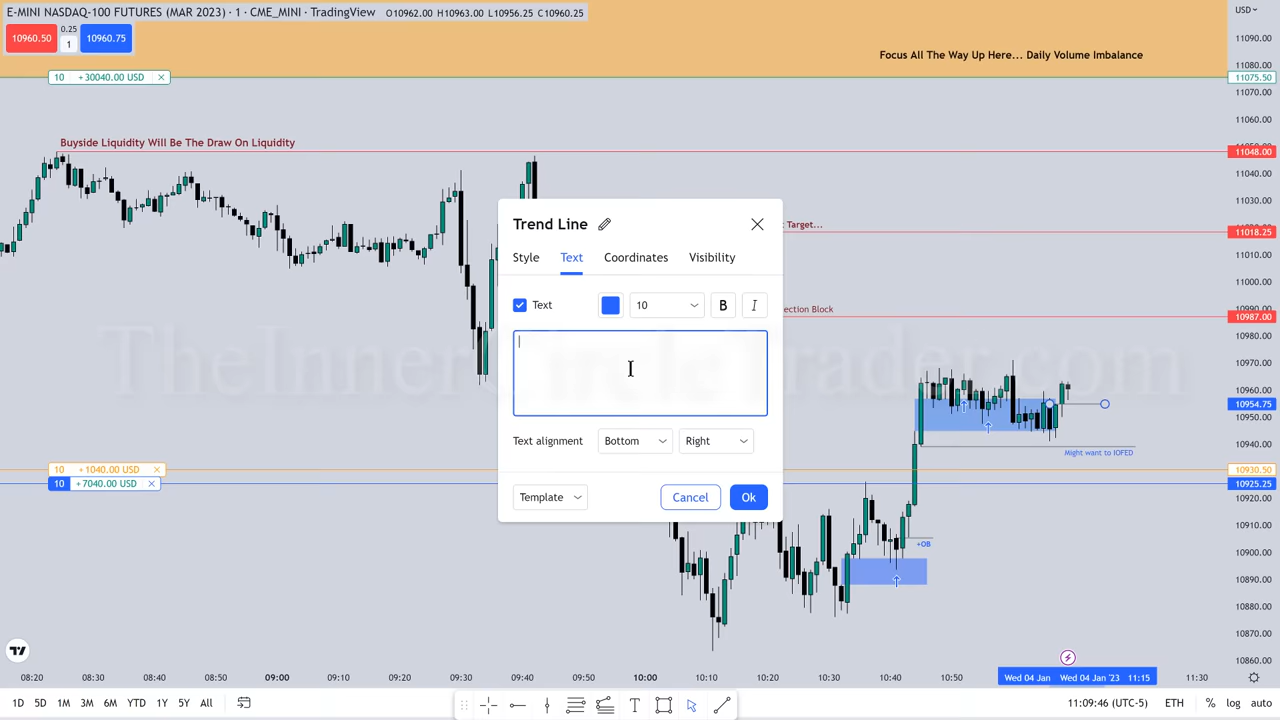 E-MINI NASDAQ-100 FUTURES (MAR 2023) · 1 · CME_MINI · TradingView O10962.00 H10963.00 L10956.25 C10960.25
USD
10960.50 0.25 1 10960.75
11090.00
Focus All The Way Up Here... Daily Volume Imbalance
11080.00
10 +30040.00 USD
11075.50
11070.00
11060.00
Buyside Liquidity Will Be The Draw On Liquidity
11048.00
11040.00
11030.00
Trend Line
Target...
11018.25
Style Text Coordinates Visibility
11010.00
11000.00
Text 10 B I
ection Block
10987.00
10980.00
TheInnerCircleTrader.com
10970.00
10960.00
10954.75
10950.00
Text alignment Bottom Right
10940.00
Might want to IOFED
10 +1040.00 USD
10930.50
10 +7040.00 USD
10925.25
Template Cancel Ok
10920.00
10910.00
+OB
10900.00
10890.00
10880.00
10870.00
10860.00
08:20 08:30 08:40 08:50 09:00 09:10 09:20 09:30 09:40 09:50 10:00 10:10 10:20 10:30 10:40 10:50 Wed 04 Jan Wed 04 Jan '23 11:15 11:30
1D 5D 1M 3M 6M YTD 1Y 5Y All T 11:09:46 (UTC-5) ETH % log auto